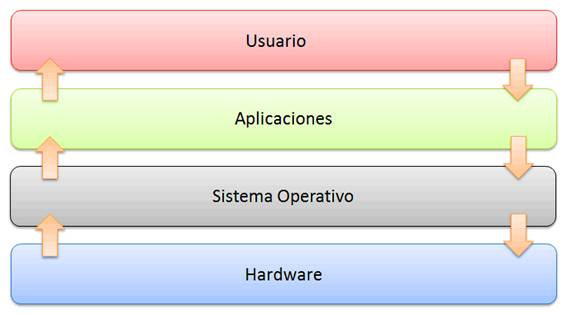 Usuario
Aplicaciones
Sistema Operativo
Hardware